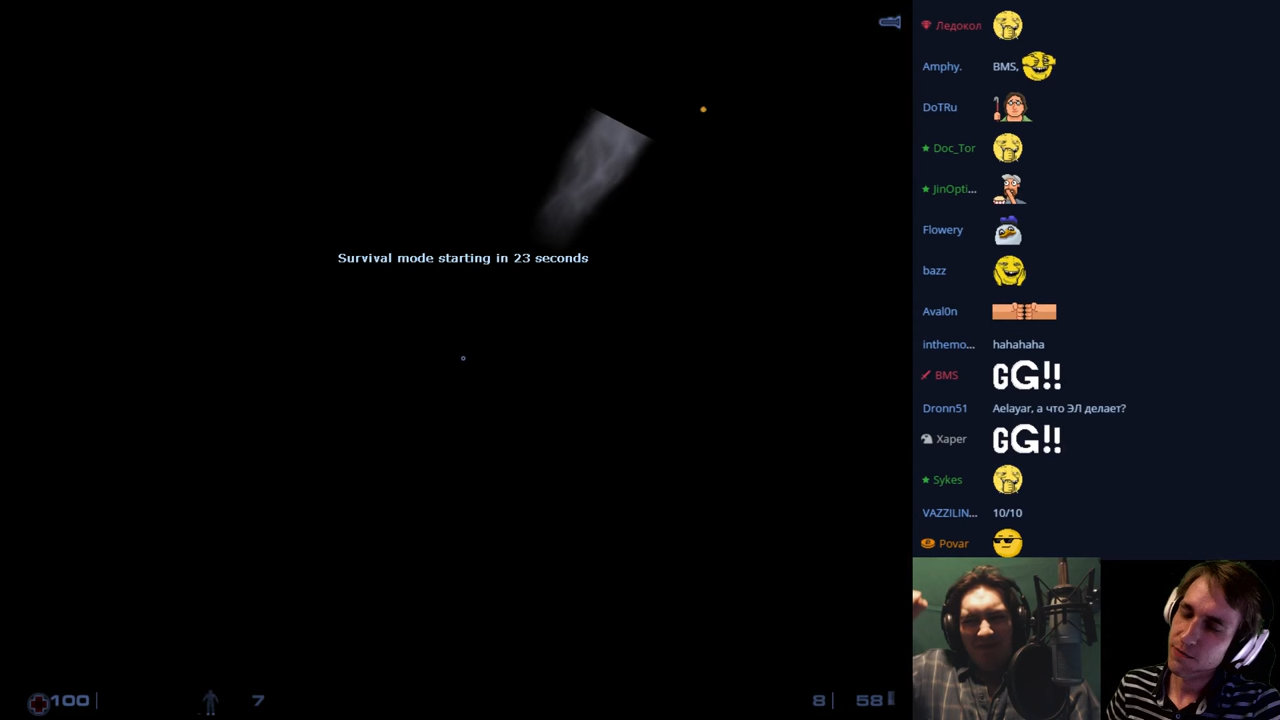 Survival mode starting in 23 seconds
100
7
8
58
Ледокол
Amphy. BMS,
DoTRu
Doc_Tor
JinOpti...
Flowery
bazz
Aval0n
inthemo... hahahaha
BMS GG!!
Dronn51 Aelayar, а что ЭЛ делает?
Xaper GG!!
Sykes
VAZZILIN... 10/10
Povar